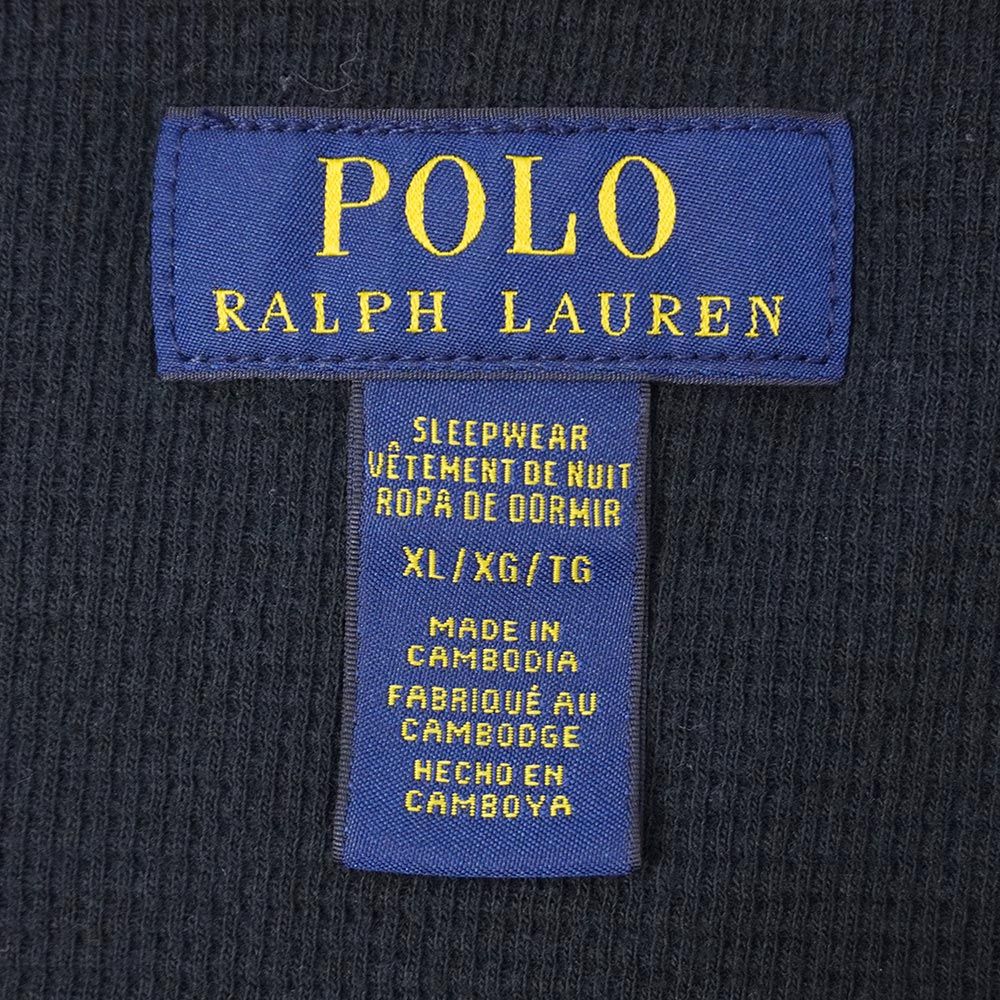 POLO
RALPH LAUREN
SLEEPWEAR
VÊTEMENT DE NUIT
ROPA DE DORMIR
XL/XG/TG
MADE IN
CAMBODIA
FABRIQUÉ AU
CAMBODGE
HECHO EN
CAMBOYA